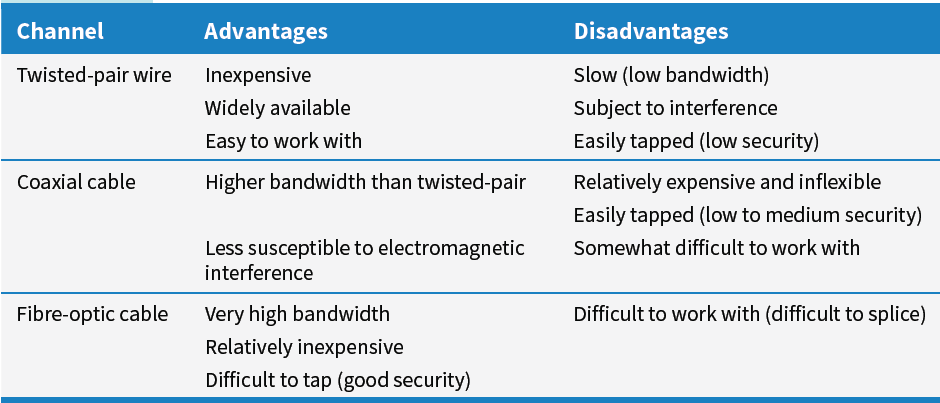 Channel Advantages Disadvantages
Twisted-pair wire Inexpensive Slow (low bandwidth)
Widely available Subject to interference
Easy to work with Easily tapped (low security)
Coaxial cable Higher bandwidth than twisted-pair Relatively expensive and inflexible
Easily tapped (low to medium security)
Less susceptible to electromagnetic Somewhat difficult to work with
interference
Fibre-optic cable Very high bandwidth Difficult to work with (difficult to splice)
Relatively inexpensive
Difficult to tap (good security)